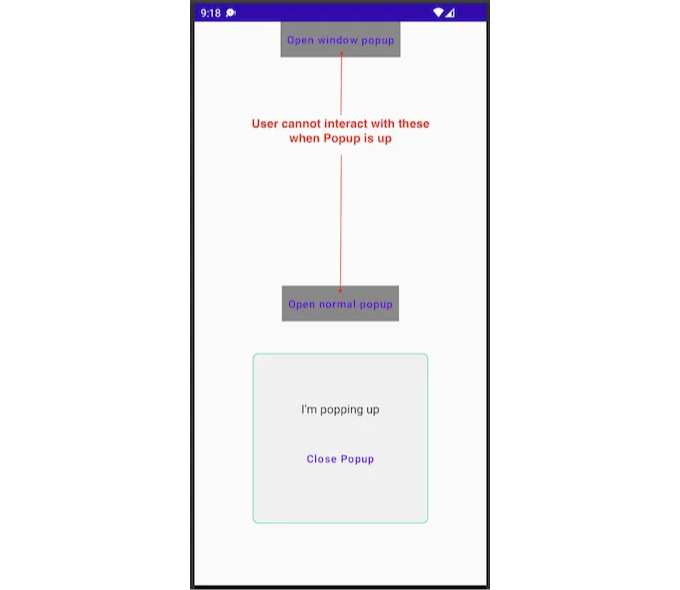 9:18
Open window popup
User cannot interact with these
when Popup is up
Open normal popup
I'm popping up
Close Popup